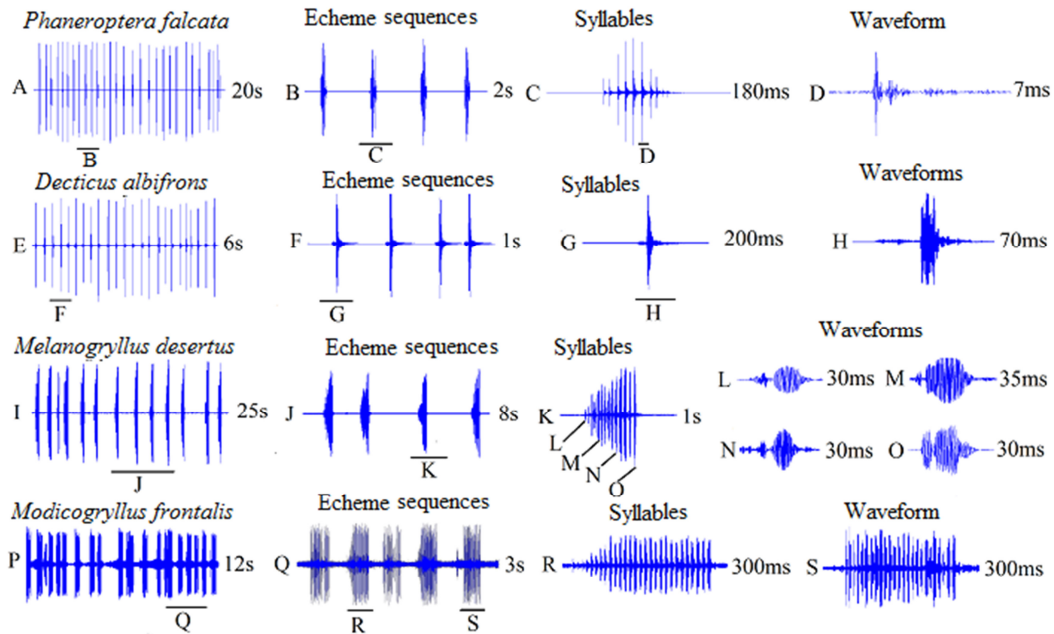 Phaneroptera falcata Echeme sequences Syllables Waveform
A 20s B 2s C 180ms D 7ms
B C D
Decticus albifrons Echeme sequences Syllables Waveforms
E 6s F 1s G 200ms H 70ms
F G H
Melanogryllus desertus Echeme sequences Syllables Waveforms
L 30ms M 35ms
I 25s J 8s K 1s
L M N O
N 30ms O 30ms
J K
Modicogryllus frontalis Echeme sequences Syllables Waveform
P 12s Q 3s R 300ms S 300ms
Q R S